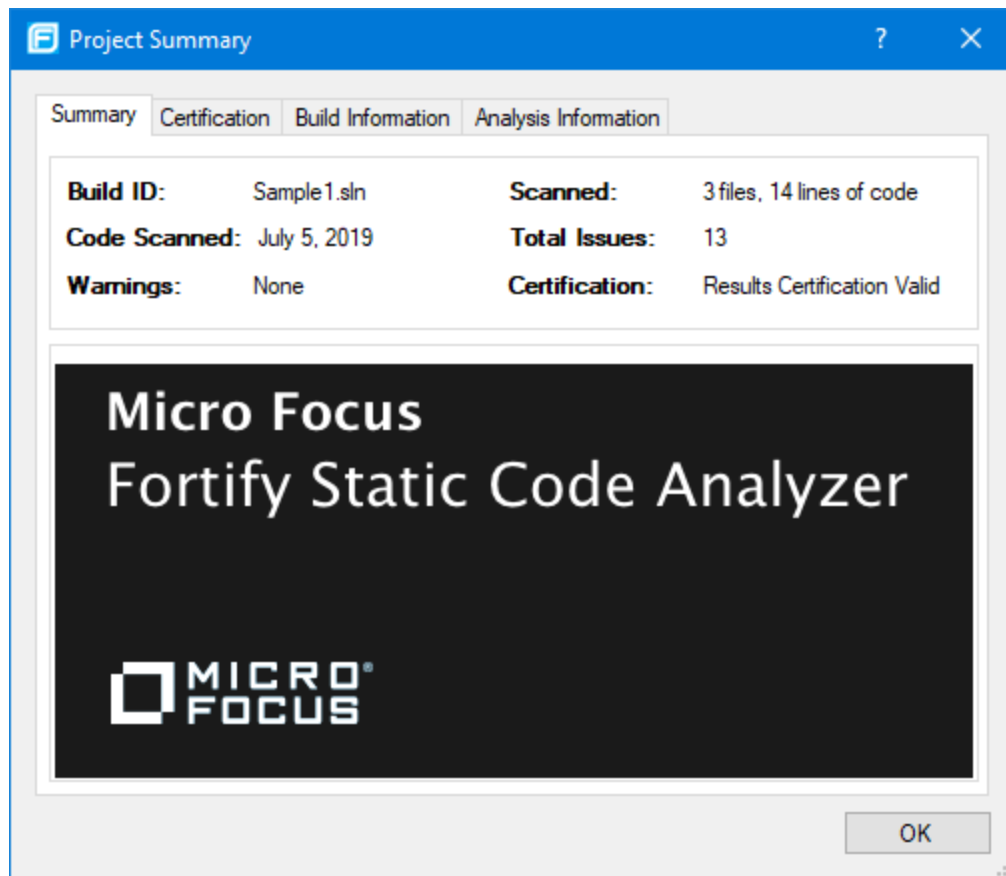 Project Summary
Summary Certification Build Information Analysis Information
Build ID: Sample1.sln Scanned: 3 files, 14 lines of code
Code Scanned: July 5, 2019 Total Issues: 13
Warnings: None Certification: Results Certification Valid
Micro Focus
Fortify Static Code Analyzer
MICRO
FOCUS
OK